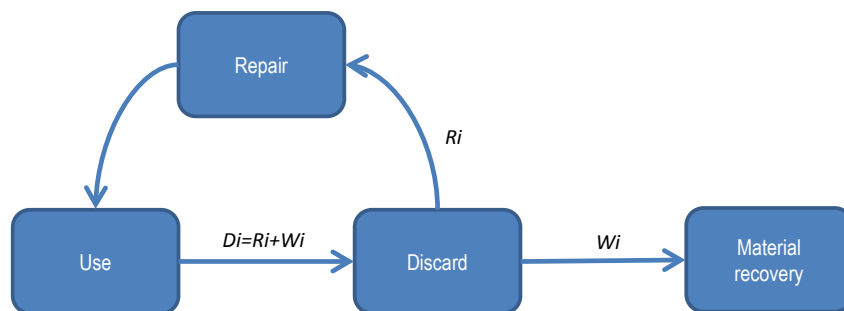 Repair
Ri
Di=Ri+Wi
Wi
Use
Discard
Material
recovery